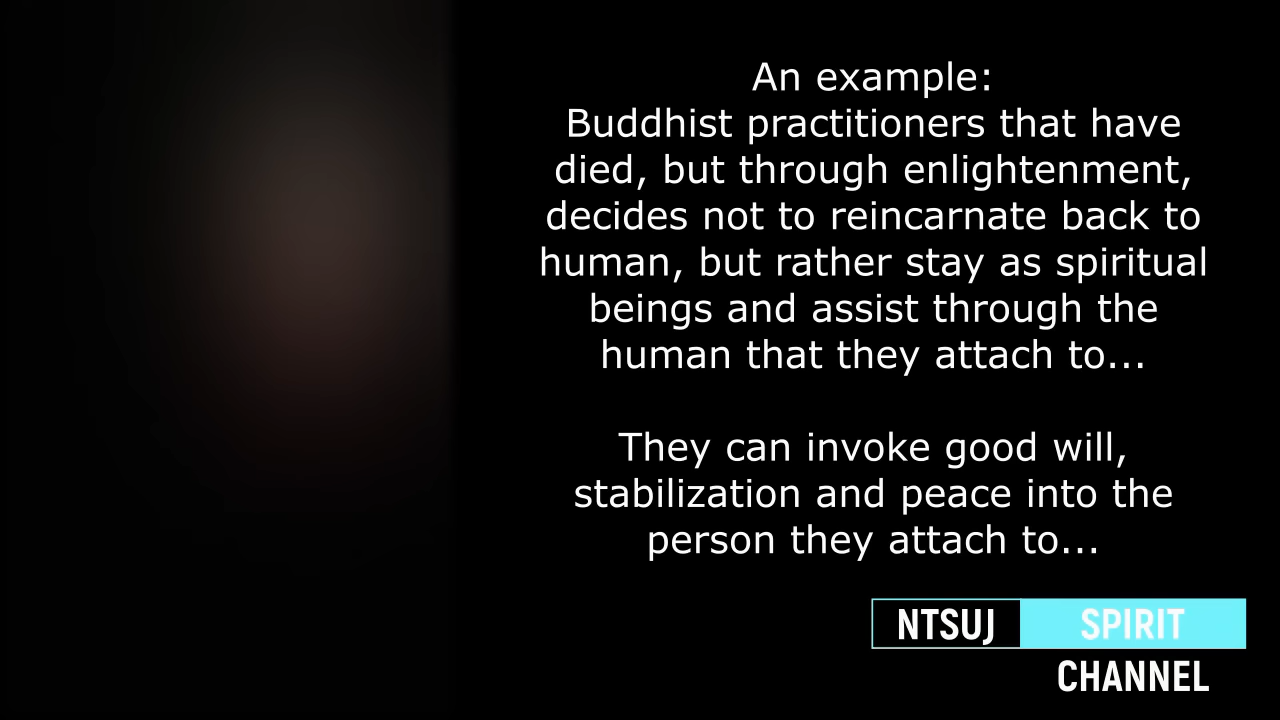 An example:
Buddhist practitioners that have
died, but through enlightenment,
decides not to reincarnate back to
human, but rather stay as spiritual
beings and assist through the
human that they attach to...
They can invoke good will,
stabilization and peace into the
person they attach to...
NTSUJ SPIRIT
CHANNEL